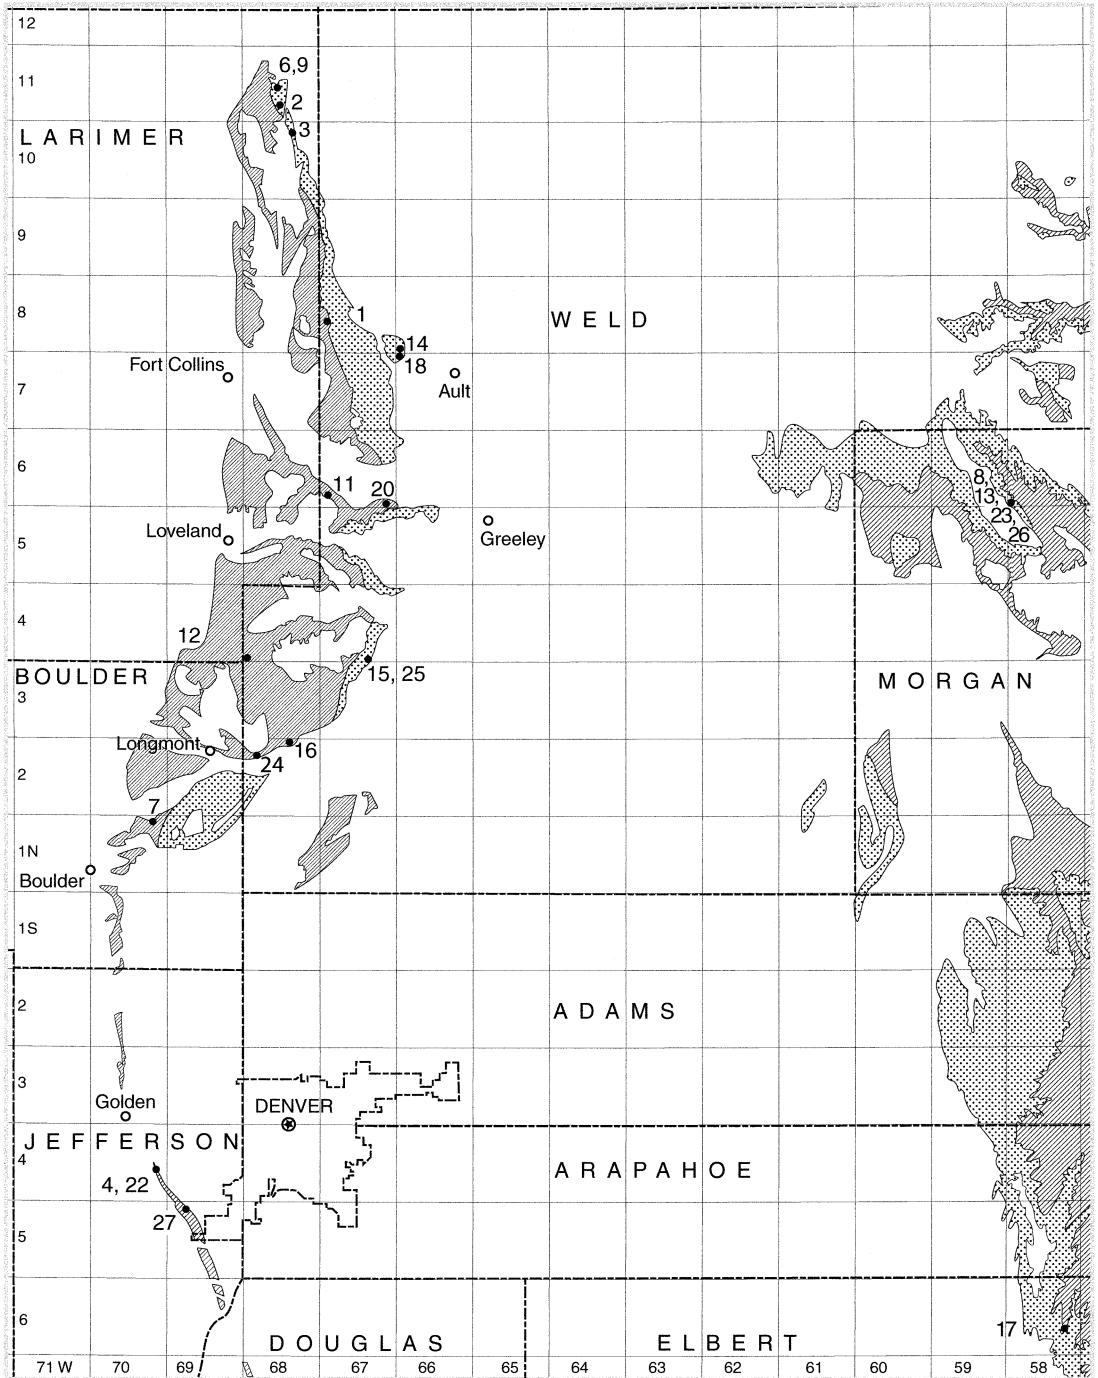 12
6,9
11
2
3
LARIMER
10
9
8
1
WELD
14
18
Fort Collins
7
Ault
6
8,
11
20
13,
23,
Loveland
5
Greeley
26
4
12
BOULDER
15, 25
MORGAN
3
Longmont
16
24
2
7
1N
Boulder
1S
2
ADAMS
3
Golden
DENVER
JEFFERSON
4
ARAPAHOE
4, 22
27
5
6
17
DOUGLAS
ELBERT
71 W 70 69 68 67 66 65 64 63 62 61 60 59 58